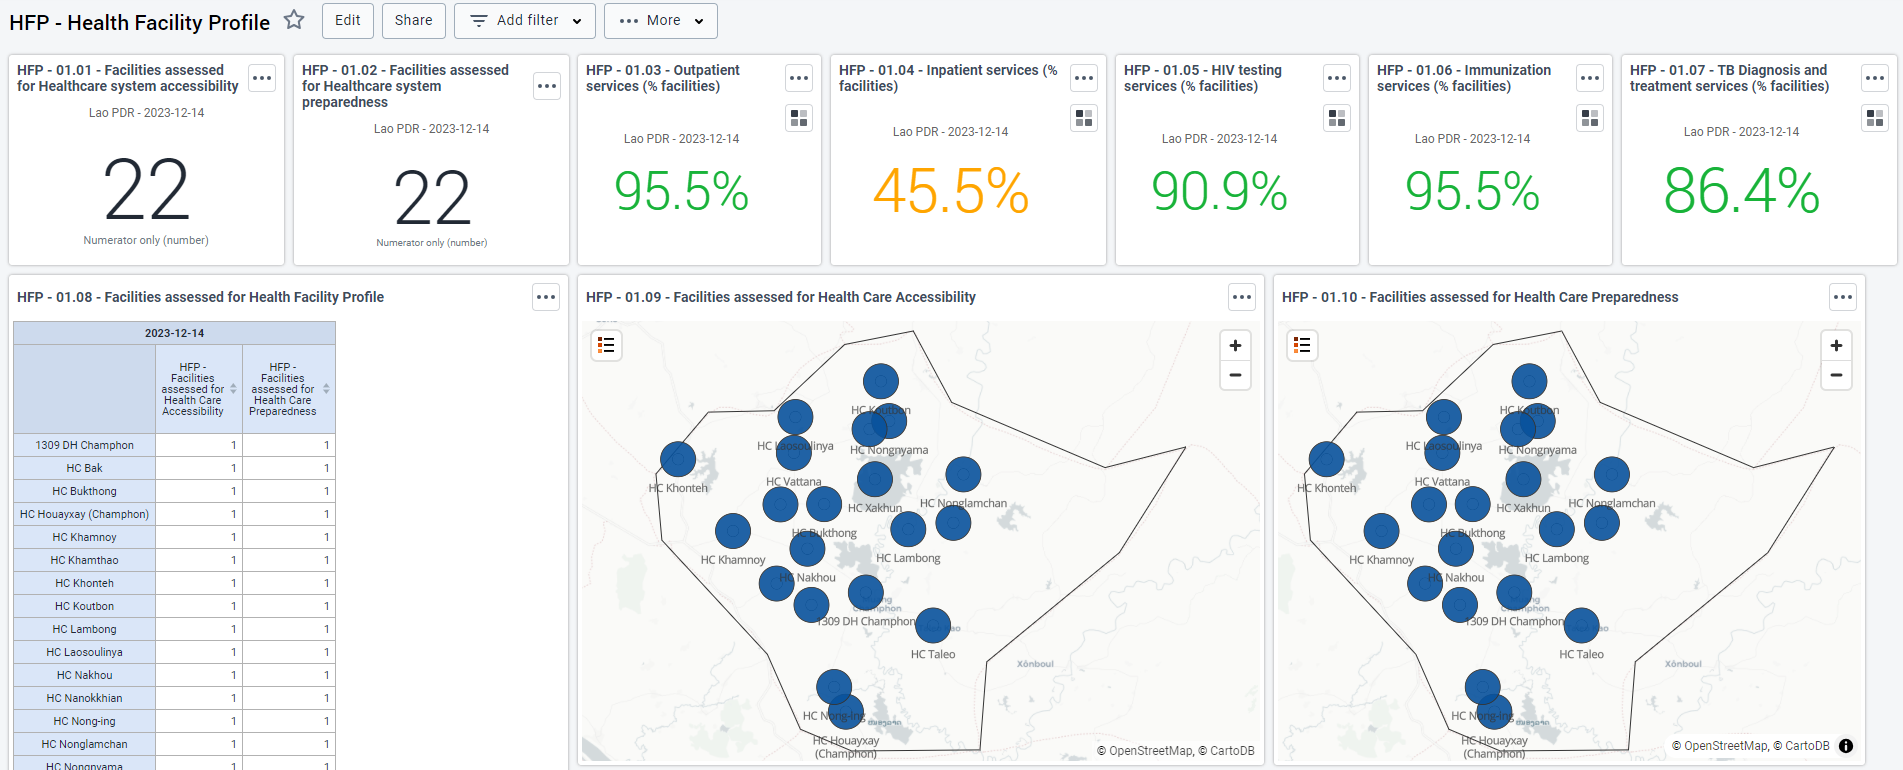 HFP - Health Facility Profile
Edit
Share
Add filter
More
HFP - 01.01 - Facilities assessed
for Healthcare system accessibility
Lao PDR - 2023-12-14
22
Numerator only (number)
HFP - 01.02 - Facilities assessed
for Healthcare system
preparedness
Lao PDR - 2023-12-14
22
Numerator only (number)
HFP - 01.03 - Outpatient
services (% facilities)
Lao PDR - 2023-12-14
95.5%
HFP - 01.04 - Inpatient services (%
facilities)
Lao PDR - 2023-12-14
45.5%
HFP - 01.05 - HIV testing
services (% facilities)
Lao PDR - 2023-12-14
90.9%
HFP - 01.06 - Immunization
services (% facilities)
Lao PDR - 2023-12-14
95.5%
HFP - 01.07 - TB Diagnosis and
treatment services (% facilities)
Lao PDR - 2023-12-14
86.4%
HFP - 01.08 - Facilities assessed for Health Facility Profile
2023-12-14
HFP -
Facilities
assessed for
Health Care
Accessibility
HFP -
Facilities
assessed for
Health Care
Preparedness
1309 DH Champhon 1 1
HC Bak 1 1
HC Bukthong 1 1
HC Houayxay (Champhon) 1 1
HC Khamnoy 1 1
HC Khamthao 1 1
HC Khonteh 1 1
HC Koutbon 1 1
HC Lambong 1 1
HC Laosoulinya 1 1
HC Nakhou 1 1
HC Nanokkhian 1 1
HC Nong-ing 1 1
HC Nonglamchan 1 1
HC Nongnyama 1 1
HFP - 01.09 - Facilities assessed for Health Care Accessibility
+
−
HC Koutbon
HC Laosoulinya
HC Nongnyama
HC Vattana
HC Khonteh
HC Xakhun
HC Nonglamchan
HC Bukthong
HC Khamnoy
HC Lambong
HC Nakhou
Champhon
1309 DH Champhon
HC Taleo
Xônboul
HC Nong-ing
HC Houayxay
(Champhon)
© OpenStreetMap, © CartoDB
HFP - 01.10 - Facilities assessed for Health Care Preparedness
+
−
HC Koutbon
HC Laosoulinya
HC Nongnyama
HC Vattana
HC Khonteh
HC Xakhun
HC Nonglamchan
HC Bukthong
HC Khamnoy
HC Lambong
HC Nakhou
Champhon
1309 DH Champhon
HC Taleo
Xônboul
HC Nong-ing
HC Houayxay
(Champhon)
© OpenStreetMap, © CartoDB